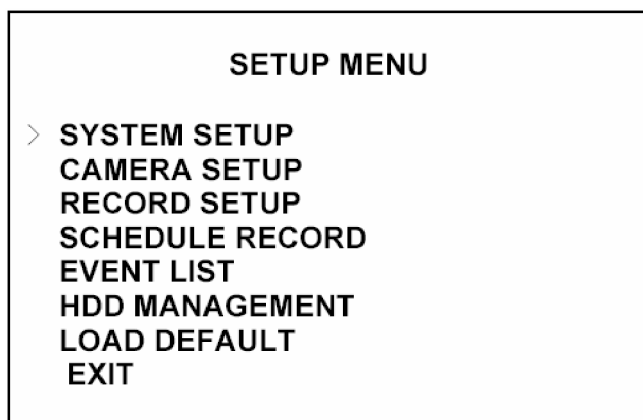 SETUP MENU
> SYSTEM SETUP
CAMERA SETUP
RECORD SETUP
SCHEDULE RECORD
EVENT LIST
HDD MANAGEMENT
LOAD DEFAULT
EXIT